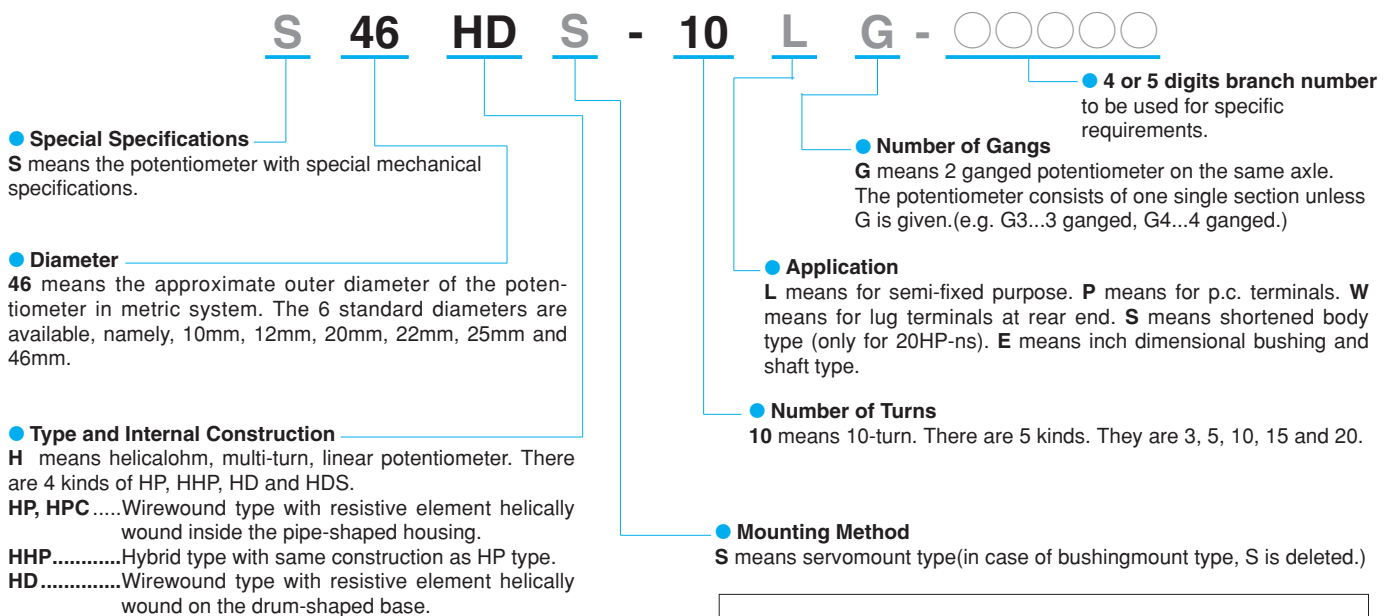 S 46 HD S - 10 L G - ○○○○○
● 4 or 5 digits branch number
to be used for specific
requirements.
● Special Specifications
S means the potentiometer with special mechanical
specifications.
● Number of Gangs
G means 2 ganged potentiometer on the same axle.
The potentiometer consists of one single section unless
G is given.(e.g. G3...3 ganged, G4...4 ganged.)
● Diameter
46 means the approximate outer diameter of the poten-
tiometer in metric system. The 6 standard diameters are
available, namely, 10mm, 12mm, 20mm, 22mm, 25mm and
46mm.
● Application
L means for semi-fixed purpose. P means for p.c. terminals. W
means for lug terminals at rear end. S means shortened body
type (only for 20HP-ns). E means inch dimensional bushing and
shaft type.
● Number of Turns
10 means 10-turn. There are 5 kinds. They are 3, 5, 10, 15 and 20.
● Type and Internal Construction
H means helicalohm, multi-turn, linear potentiometer. There
are 4 kinds of HP, HHP, HD and HDS.
HP, HPC.....Wirewound type with resistive element helically
wound inside the pipe-shaped housing.
HHP............Hybrid type with same construction as HP type.
HD..............Wirewound type with resistive element helically
wound on the drum-shaped base.
● Mounting Method
S means servomount type(in case of bushingmount type, S is deleted.)